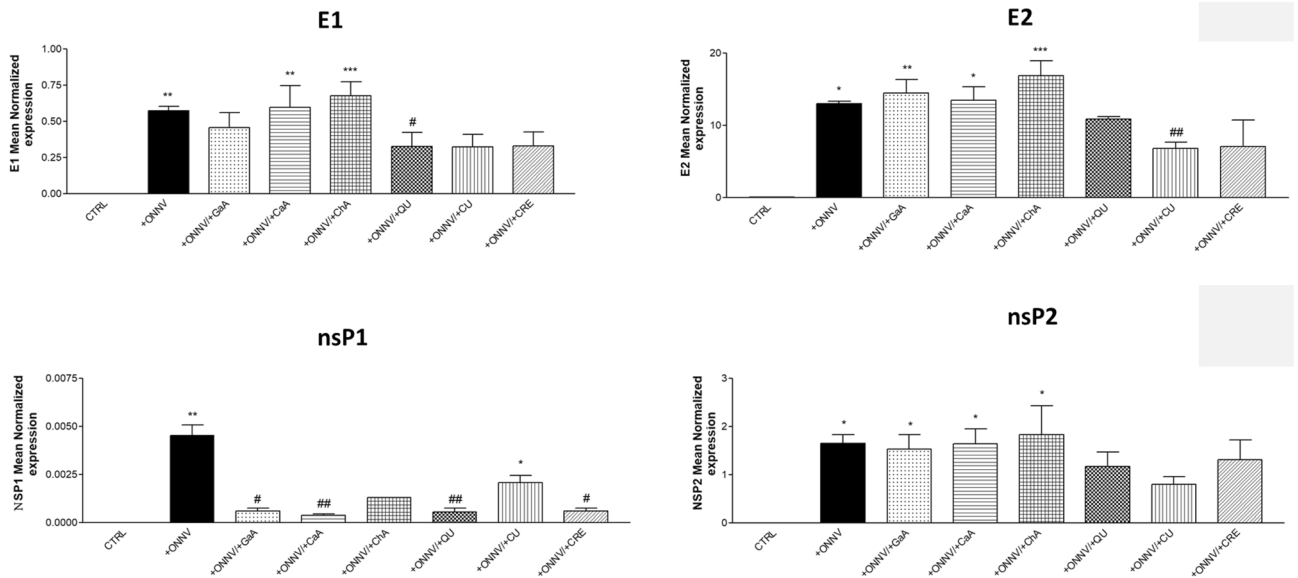 E1
E1 Mean Normalized
expression
1.00
0.75
0.50
0.25
0.00
**
**
***
#
CTRL
+ONNV
+ONNV/+GaA
+ONNV/+CaA
+ONNV/+ChA
+ONNV/+QU
+ONNV/+CU
+ONNV/+CRE
E2
E2 Mean Normalized
expression
20
10
0
*
**
*
***
##
CTRL
+ONNV
+ONNV/+GaA
+ONNV/+CaA
+ONNV/+ChA
+ONNV/+QU
+ONNV/+CU
+ONNV/+CRE
nsP1
NSP1 Mean Normalized
expression
0.0075
0.0050
0.0025
0.0000
**
#
##
##
*
#
CTRL
+ONNV
+ONNV/+GaA
+ONNV/+CaA
+ONNV/+ChA
+ONNV/+QU
+ONNV/+CU
+ONNV/+CRE
nsP2
NSP2 Mean Normalized
expression
3
2
1
0
*
*
*
*
CTRL
+ONNV
+ONNV/+GaA
+ONNV/+CaA
+ONNV/+ChA
+ONNV/+QU
+ONNV/+CU
+ONNV/+CRE